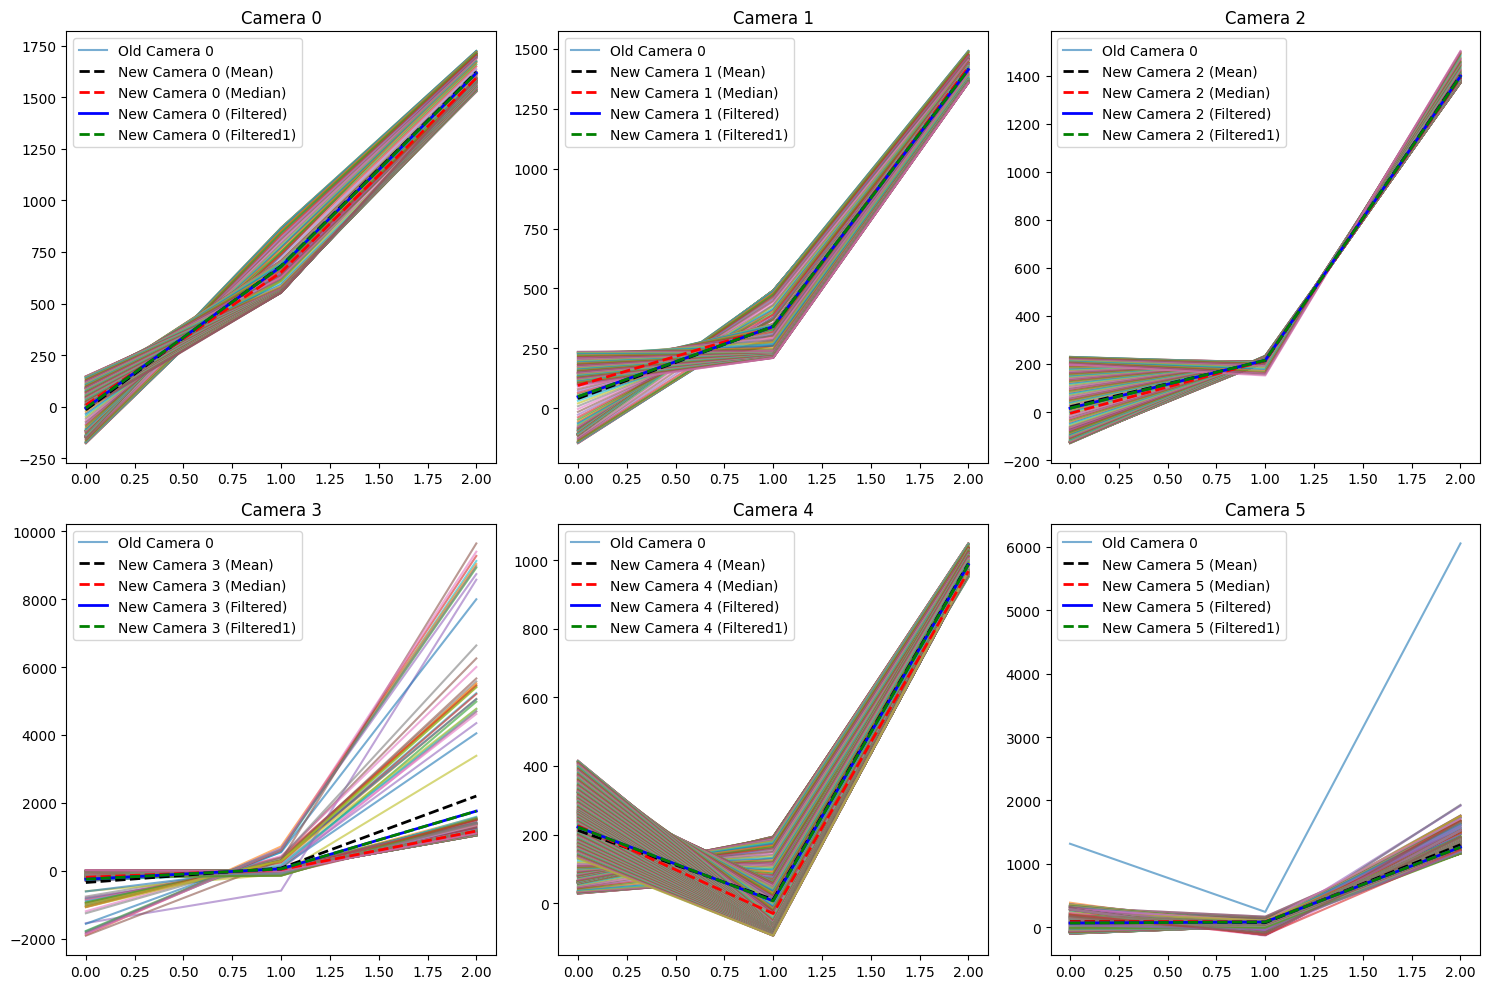 Camera 0
1750
1500
1250
1000
750
500
250
0
−250
0.00 0.25 0.50 0.75 1.00 1.25 1.50 1.75 2.00
Old Camera 0
New Camera 0 (Mean)
New Camera 0 (Median)
New Camera 0 (Filtered)
New Camera 0 (Filtered1)
Camera 1
1500
1250
1000
750
500
250
0
0.00 0.25 0.50 0.75 1.00 1.25 1.50 1.75 2.00
Old Camera 0
New Camera 1 (Mean)
New Camera 1 (Median)
New Camera 1 (Filtered)
New Camera 1 (Filtered1)
Camera 2
1400
1200
1000
800
600
400
200
0
−200
0.00 0.25 0.50 0.75 1.00 1.25 1.50 1.75 2.00
Old Camera 0
New Camera 2 (Mean)
New Camera 2 (Median)
New Camera 2 (Filtered)
New Camera 2 (Filtered1)
Camera 3
10000
8000
6000
4000
2000
0
−2000
0.00 0.25 0.50 0.75 1.00 1.25 1.50 1.75 2.00
Old Camera 0
New Camera 3 (Mean)
New Camera 3 (Median)
New Camera 3 (Filtered)
New Camera 3 (Filtered1)
Camera 4
1000
800
600
400
200
0
0.00 0.25 0.50 0.75 1.00 1.25 1.50 1.75 2.00
Old Camera 0
New Camera 4 (Mean)
New Camera 4 (Median)
New Camera 4 (Filtered)
New Camera 4 (Filtered1)
Camera 5
6000
5000
4000
3000
2000
1000
0
0.00 0.25 0.50 0.75 1.00 1.25 1.50 1.75 2.00
Old Camera 0
New Camera 5 (Mean)
New Camera 5 (Median)
New Camera 5 (Filtered)
New Camera 5 (Filtered1)